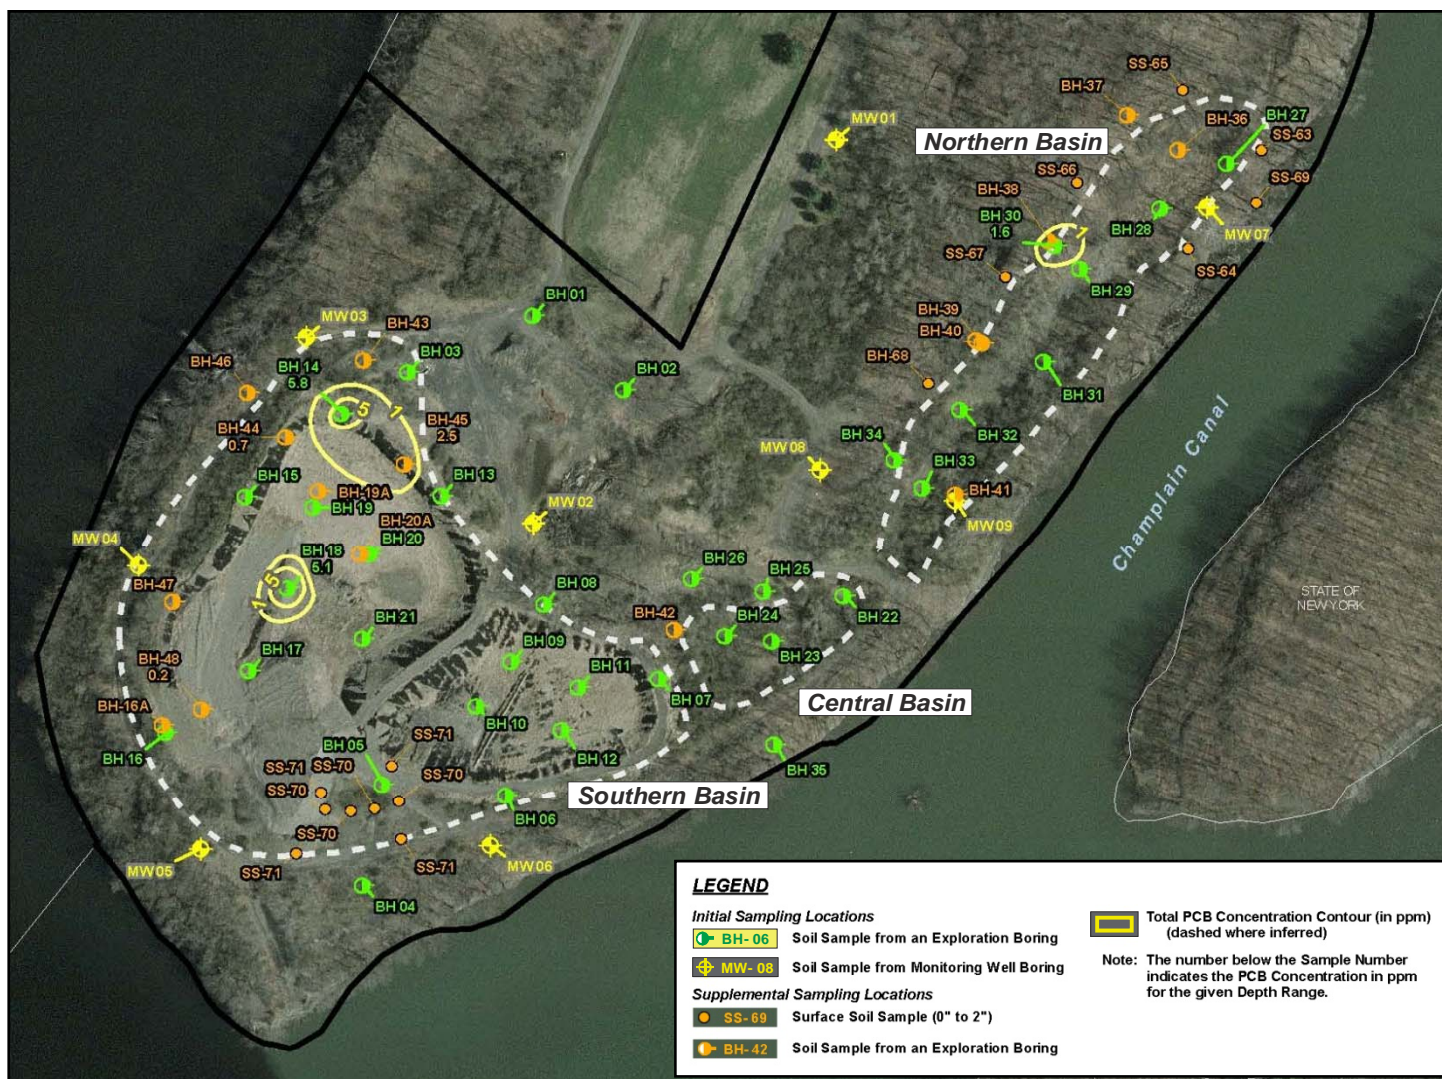 SS-65
BH-37
BH 27
MW 01
BH-36
Northern Basin
SS-63
SS-66
SS-69
BH-38
BH 30
1.6
1
BH 28
MW 07
SS-67
SS-64
BH 29
BH 01
MW 03
BH-43
BH-39
BH-40
BH 03
BH-46
BH 14
5.8
BH-68
BH 02
BH 31
5
1
BH-45
2.5
BH-44
0.7
BH 32
BH 34
MW 08
BH 15
BH 13
BH 33
BH-19A
BH-41
BH 19
MW 02
MW 09
BH-20A
MW 04
BH 18
5.1
BH 20
5
1
BH-47
BH 26
BH 25
BH 08
STATE OF
NEW YORK
Champlain Canal
BH-42
BH 24
BH 22
BH 21
BH 09
BH 23
BH 17
BH-48
0.2
BH 11
BH 07
Central Basin
BH-16A
BH 10
BH 16
BH 05
SS-71
BH 12
BH 35
SS-71
SS-70
SS-70
SS-70
Southern Basin
BH 06
SS-70
MW 05
SS-71
SS-71
MW 06
BH 04
LEGEND
Initial Sampling Locations
BH- 06 Soil Sample from an Exploration Boring
MW- 08 Soil Sample from Monitoring Well Boring
Supplemental Sampling Locations
SS- 69 Surface Soil Sample (0" to 2")
BH- 42 Soil Sample from an Exploration Boring
Total PCB Concentration Contour (in ppm)
(dashed where inferred)
Note: The number below the Sample Number
indicates the PCB Concentration in ppm
for the given Depth Range.